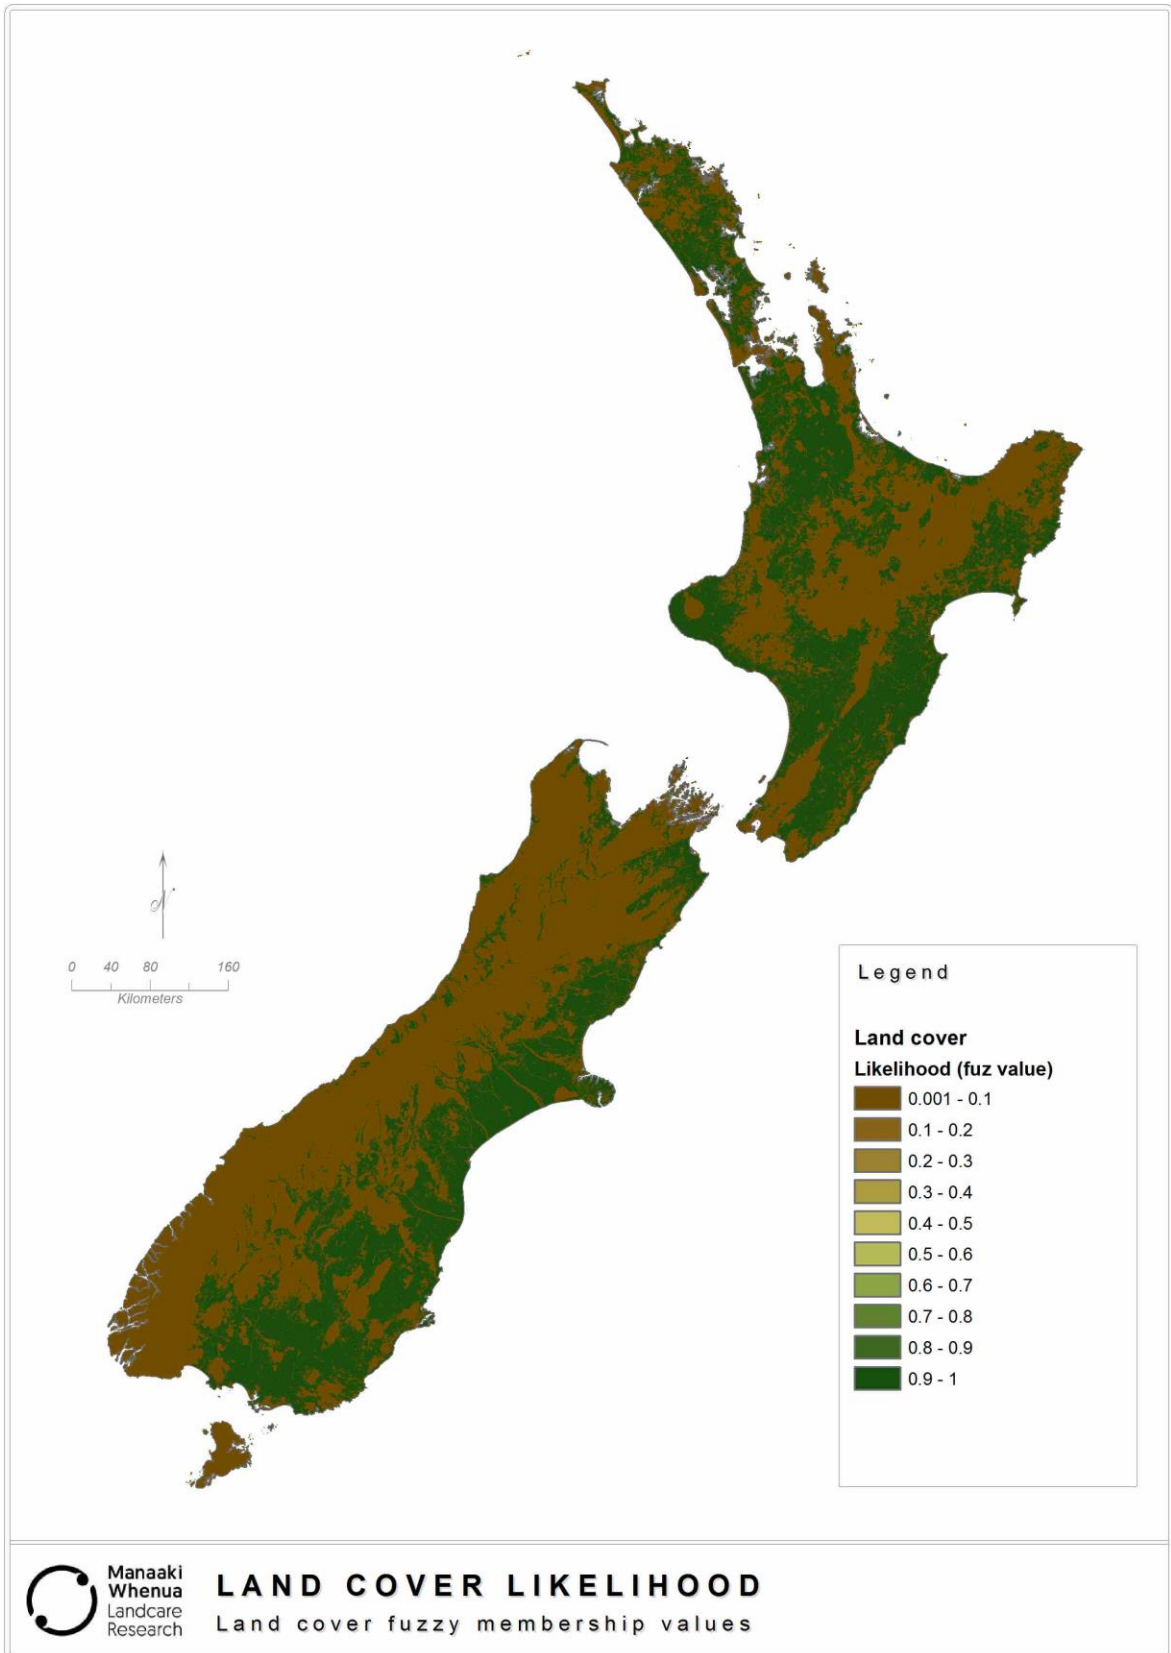 N
0 40 80 160
Kilometers
Legend
Land cover
Likelihood (fuz value)
0.001 - 0.1
0.1 - 0.2
0.2 - 0.3
0.3 - 0.4
0.4 - 0.5
0.5 - 0.6
0.6 - 0.7
0.7 - 0.8
0.8 - 0.9
0.9 - 1
Manaaki
Whenua
Landcare
Research
LAND COVER LIKELIHOOD
Land cover fuzzy membership values